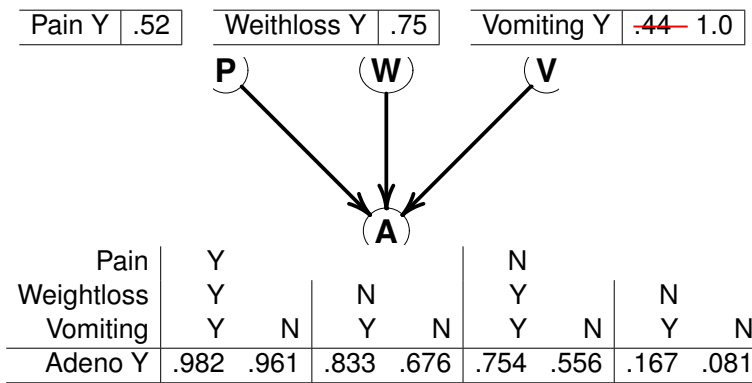 Pain Y .52 Weithloss Y .75 Vomiting Y .44 1.0
P W V
A
Pain Y N
Weightloss Y N Y N
Vomiting Y N Y N Y N Y N
Adeno Y .982 .961 .833 .676 .754 .556 .167 .081